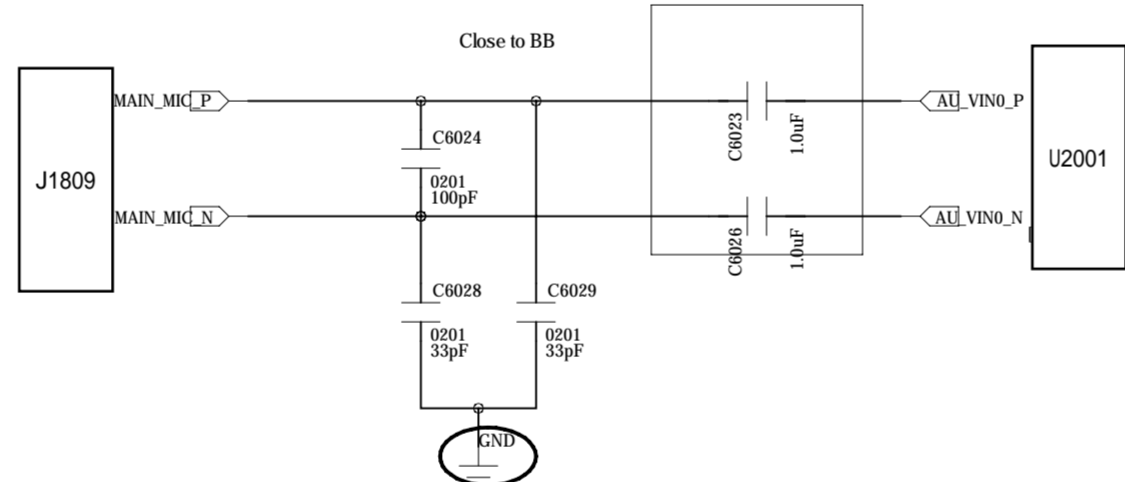 Close to BB
J1809
MAIN_MIC_P
MAIN_MIC_N
C6024
0201
100pF
C6028
0201
33pF
C6029
0201
33pF
GND
C6023
1.0uF
C6026
1.0uF
AU_VIN0_P
AU_VIN0_N
U2001